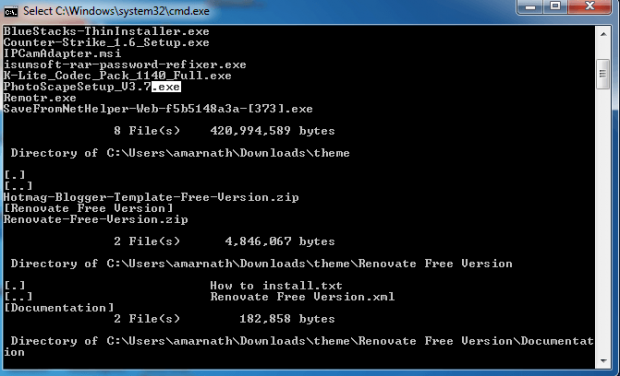 Select C:\Windows\system32\cmd.exe
BlueStacks-ThinInstaller.exe
Counter-Strike_1.6_Setup.exe
IPCamAdapter.msi
isumsoft-rar-password-refixer.exe
K-Lite_Codec_Pack_1140_Full.exe
PhotoScapeSetup_V3.7.exe
Remotr.exe
SaveFromNetHelper-Web-f5b5148a3a-[373].exe
8 File(s) 420,994,589 bytes
Directory of C:\Users\amarnath\Downloads\theme
[.]
[..]
Hotmag-Blogger-Template-Free-Version.zip
[Renovate Free Version]
Renovate-Free-Version.zip
2 File(s) 4,846,067 bytes
Directory of C:\Users\amarnath\Downloads\theme\Renovate Free Version
[.] How to install.txt
[..] Renovate Free Version.xml
[Documentation]
2 File(s) 182,858 bytes
Directory of C:\Users\amarnath\Downloads\theme\Renovate Free Version\Documentat
ion